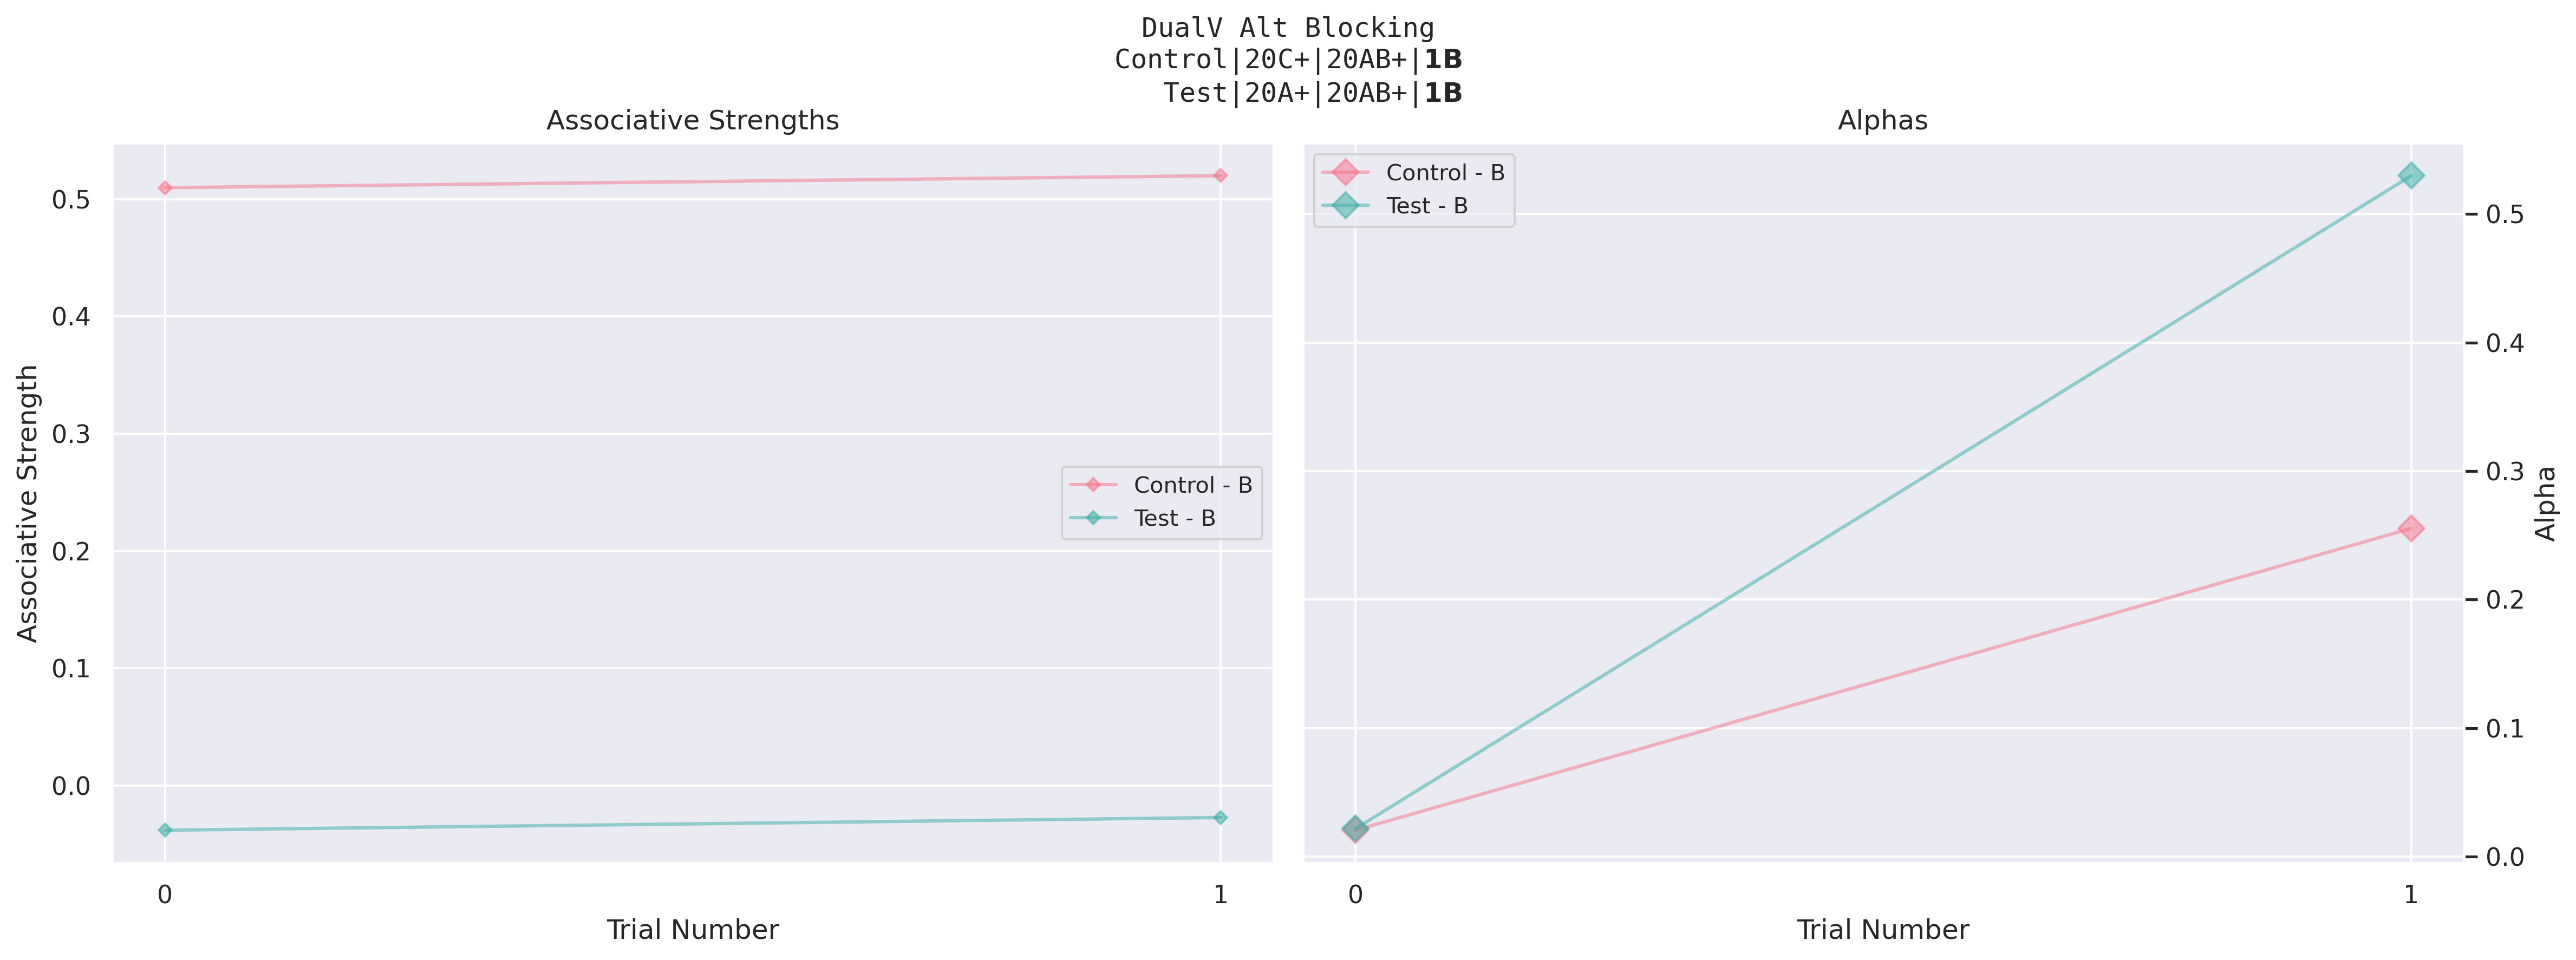 DualV Alt Blocking
Control|20C+|20AB+|1B
Test|20A+|20AB+|1B
Associative Strengths
Associative Strength
0.5
0.4
0.3
0.2
0.1
0.0
Control - B
Test - B
0
1
Trial Number
Alphas
Control - B
Test - B
0.5
0.4
0.3
0.2
0.1
0.0
Alpha
0
1
Trial Number